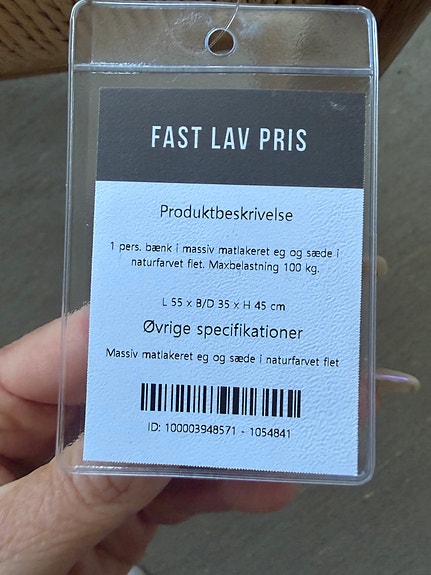 FAST LAV PRIS
Produktbeskrivelse
1 pers. bænk i massiv matlakeret eg og sæde i
naturfarvet flet. Maxbelastning 100 kg.
L 55 x B/D 35 x H 45 cm
Øvrige specifikationer
Massiv matlakeret eg og sæde i naturfarvet flet
ID: 100003948571 - 1054841